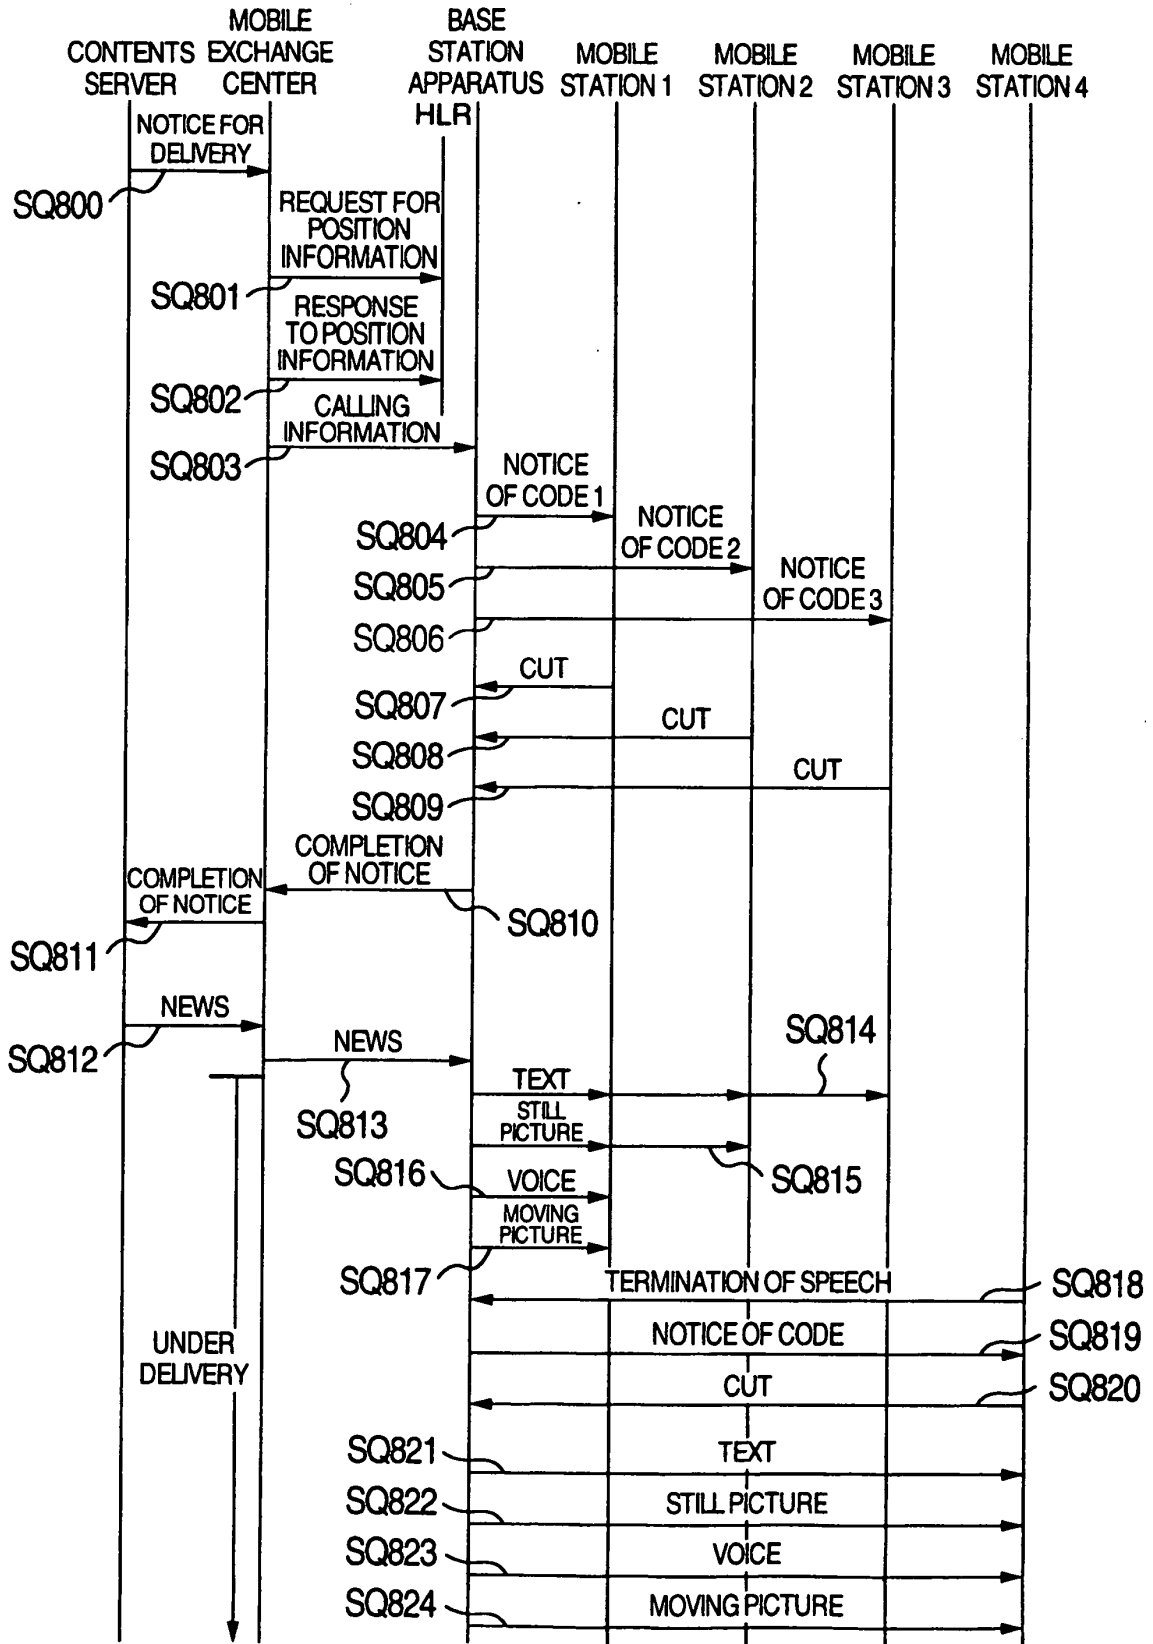 CONTENTS
SERVER
MOBILE
EXCHANGE
CENTER
BASE
STATION
APPARATUS
HLR
MOBILE
STATION 1
MOBILE
STATION 2
MOBILE
STATION 3
MOBILE
STATION 4
NOTICE FOR
DELIVERY
SQ800
REQUEST FOR
POSITION
INFORMATION
SQ801
RESPONSE
TO POSITION
INFORMATION
SQ802
CALLING
INFORMATION
SQ803
NOTICE
OF CODE 1
SQ804
NOTICE
OF CODE 2
SQ805
NOTICE
OF CODE 3
SQ806
CUT
SQ807
CUT
SQ808
CUT
SQ809
COMPLETION
OF NOTICE
SQ810
COMPLETION
OF NOTICE
SQ811
NEWS
SQ812
NEWS
SQ813
TEXT
SQ814
STILL
PICTURE
SQ815
SQ816
VOICE
MOVING
PICTURE
SQ817
TERMINATION OF SPEECH
SQ818
NOTICE OF CODE
SQ819
CUT
SQ820
UNDER
DELIVERY
SQ821
TEXT
SQ822
STILL PICTURE
SQ823
VOICE
SQ824
MOVING PICTURE